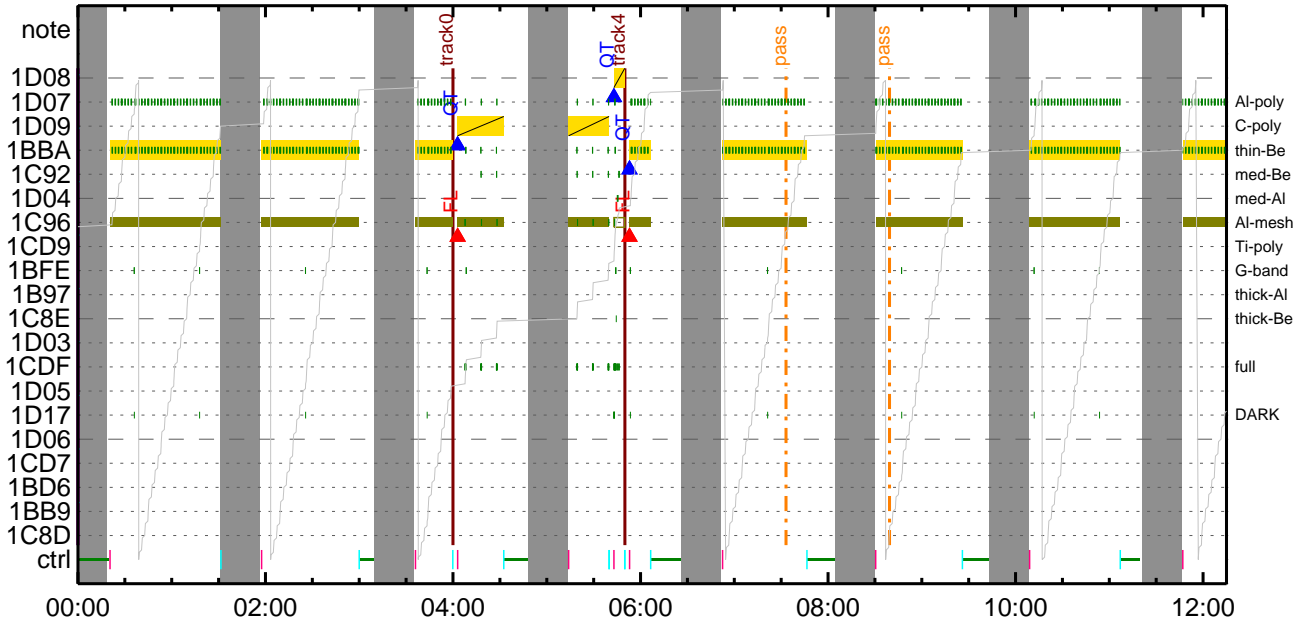 note
track0
track4
pass
pass
QT
QT
QT
FL
FL
1D08
1D07 Al-poly
1D09 C-poly
1BBA thin-Be
1C92 med-Be
1D04 med-Al
1C96 Al-mesh
1CD9 Ti-poly
1BFE G-band
1B97 thick-Al
1C8E thick-Be
1D03
1CDF full
1D05
1D17 DARK
1D06
1CD7
1BD6
1BB9
1C8D
ctrl
00:00 02:00 04:00 06:00 08:00 10:00 12:00